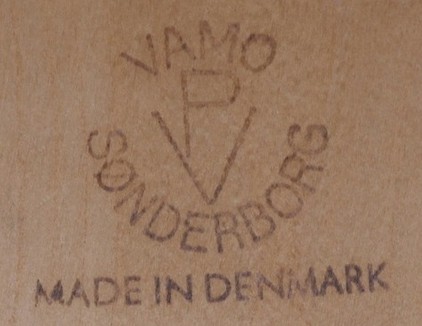 VAMO
PV
SØNDERBORG
MADE IN DENMARK